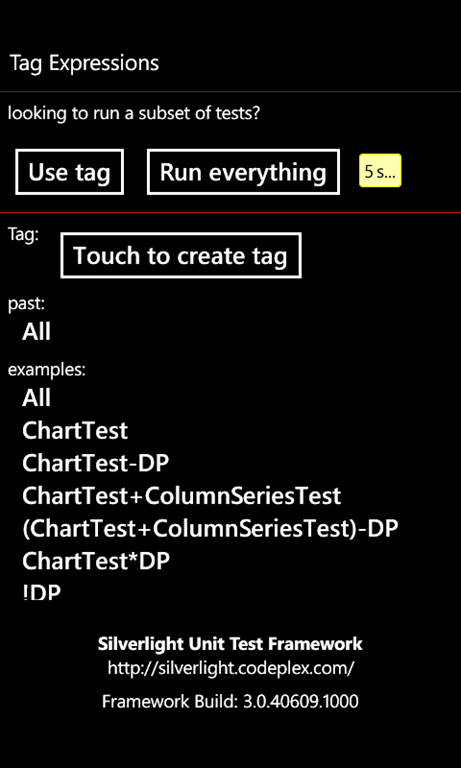 Tag Expressions
looking to run a subset of tests?
Use tag Run everything 5 s...
Tag: Touch to create tag
past:
All
examples:
All
ChartTest
ChartTest-DP
ChartTest+ColumnSeriesTest
(ChartTest+ColumnSeriesTest)-DP
ChartTest*DP
!DP
Silverlight Unit Test Framework
http://silverlight.codeplex.com/
Framework Build: 3.0.40609.1000